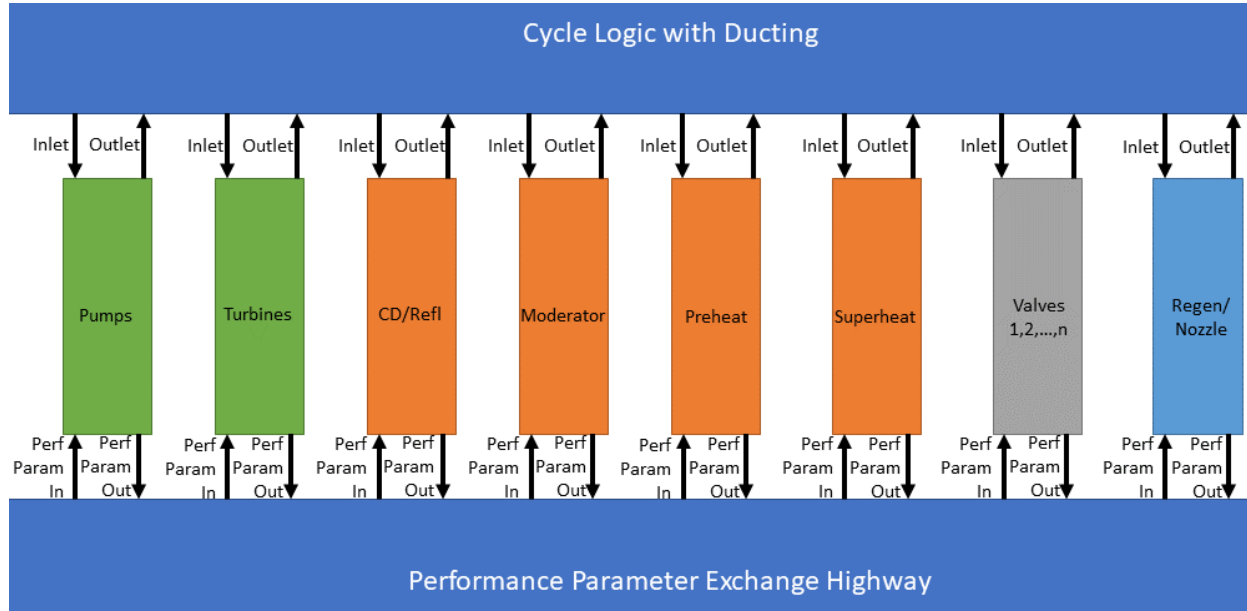 Cycle Logic with Ducting
Inlet Outlet
Inlet Outlet
Inlet Outlet
Inlet Outlet
Inlet Outlet
Inlet Outlet
Inlet Outlet
Inlet Outlet
Pumps
Turbines
CD/Refl
Moderator
Preheat
Superheat
Valves
1,2,…,n
Regen/
Nozzle
Perf
Param
In
Perf
Param
Out
Perf
Param
In
Perf
Param
Out
Perf
Param
In
Perf
Param
Out
Perf
Param
In
Perf
Param
Out
Perf
Param
In
Perf
Param
Out
Perf
Param
In
Perf
Param
Out
Perf
Param
In
Perf
Param
Out
Perf
Param
In
Perf
Param
Out
Performance Parameter Exchange Highway